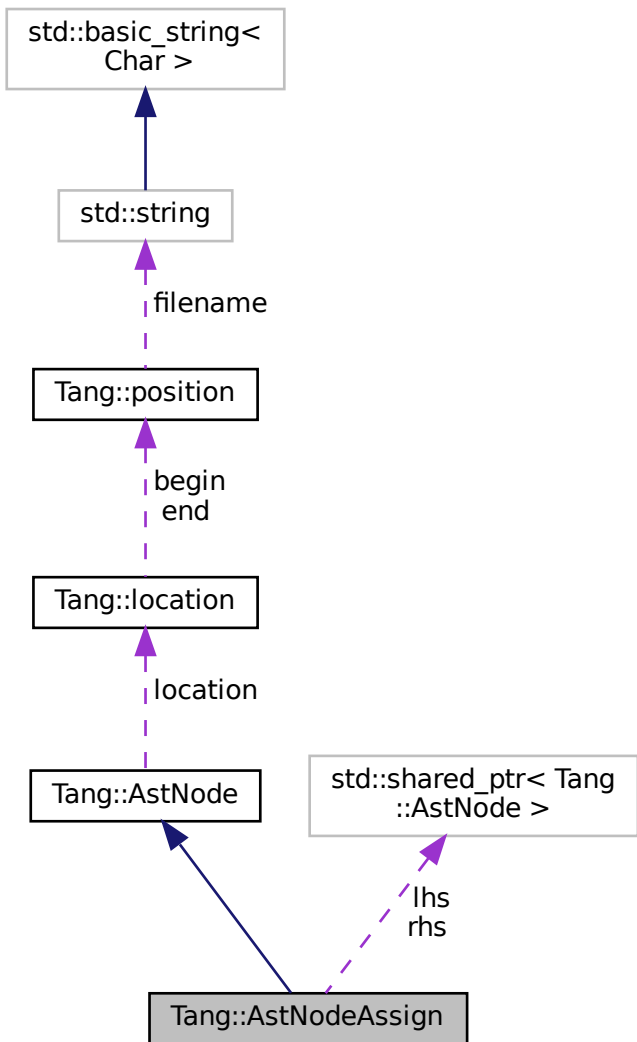 std::basic_string<
Char >
std::string
filename
Tang::position
begin
end
Tang::location
location
Tang::AstNode
std::shared_ptr< Tang
::AstNode >
lhs
rhs
Tang::AstNodeAssign